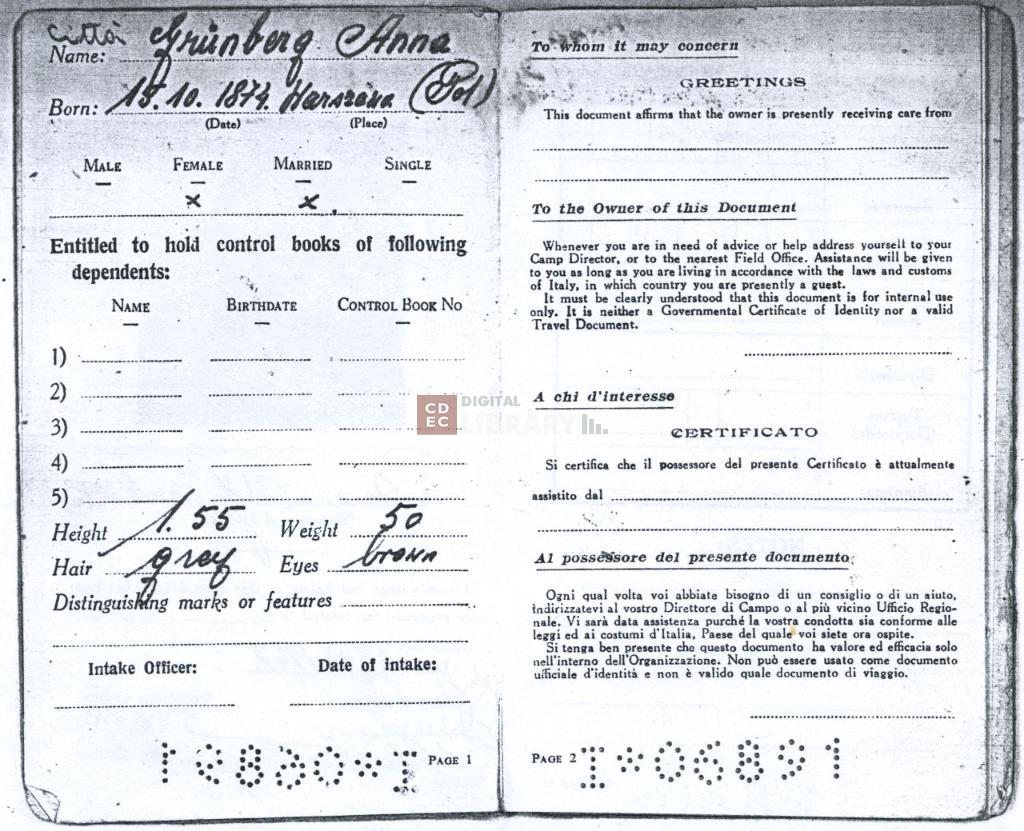 città
Name: Grünberg Anna
Born: 15.10.1874. Warszawa (Pol)
(Date) (Place)
MALE FEMALE MARRIED SINGLE
— — — —
x x
Entitled to hold control books of following
dependents:
NAME BIRTHDATE CONTROL BOOK No
— — —
1)
2)
3)
4)
5)
Height 1.55 Weight 50
Hair grey Eyes brown
Distinguishing marks or features
Intake Officer: Date of intake:
I*06891 PAGE 1
To whom it may concern
GREETINGS
This document affirms that the owner is presently receiving care from
To the Owner of this Document
Whenever you are in need of advice or help address yourself to your
Camp Director, or to the nearest Field Office. Assistance will be given
to you as long as you are living in accordance with the laws and customs
of Italy, in which country you are presently a guest.
It must be clearly understood that this document is for internal use
only. It is neither a Governmental Certificate of Identity nor a valid
Travel Document.
A chi d'interesse
CERTIFICATO
Si certifica che il possessore del presente Certificato è attualmente
assistito dal
Al possessore del presente documento:
Ogni qual volta voi abbiate bisogno di un consiglio o di un aiuto,
indirizzatevi al vostro Direttore di Campo o al più vicino Ufficio Regio-
nale. Vi sarà data assistenza purché la vostra condotta sia conforme alle
leggi ed ai costumi d'Italia, Paese del quale voi siete ora ospite.
Si tenga ben presente che questo documento ha valore ed efficacia solo
nell'interno dell'Organizzazione. Non può essere usato come documento
ufficiale d'identità e non è valido quale documento di viaggio.
PAGE 2 I*06891
CDEC DIGITAL
LIBRARY